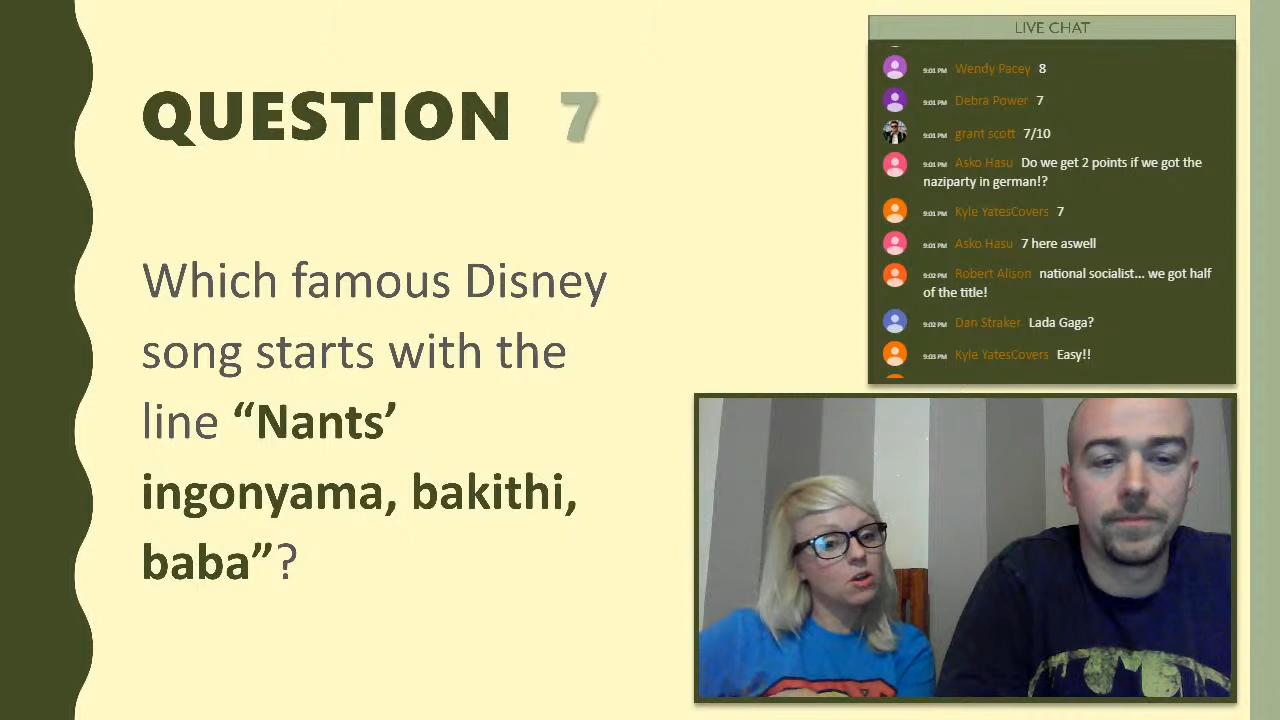 QUESTION 7
Which famous Disney
song starts with the
line “Nants’
ingonyama, bakithi,
baba”?
LIVE CHAT
9:01 PM Wendy Pacey 8
9:01 PM Debra Power 7
9:01 PM grant scott 7/10
9:01 PM Asko Hasu Do we get 2 points if we got the
naziparty in german!?
9:01 PM Kyle YatesCovers 7
9:01 PM Asko Hasu 7 here aswell
9:02 PM Robert Alison national socialist... we got half
of the title!
9:02 PM Dan Straker Lada Gaga?
9:03 PM Kyle YatesCovers Easy!!